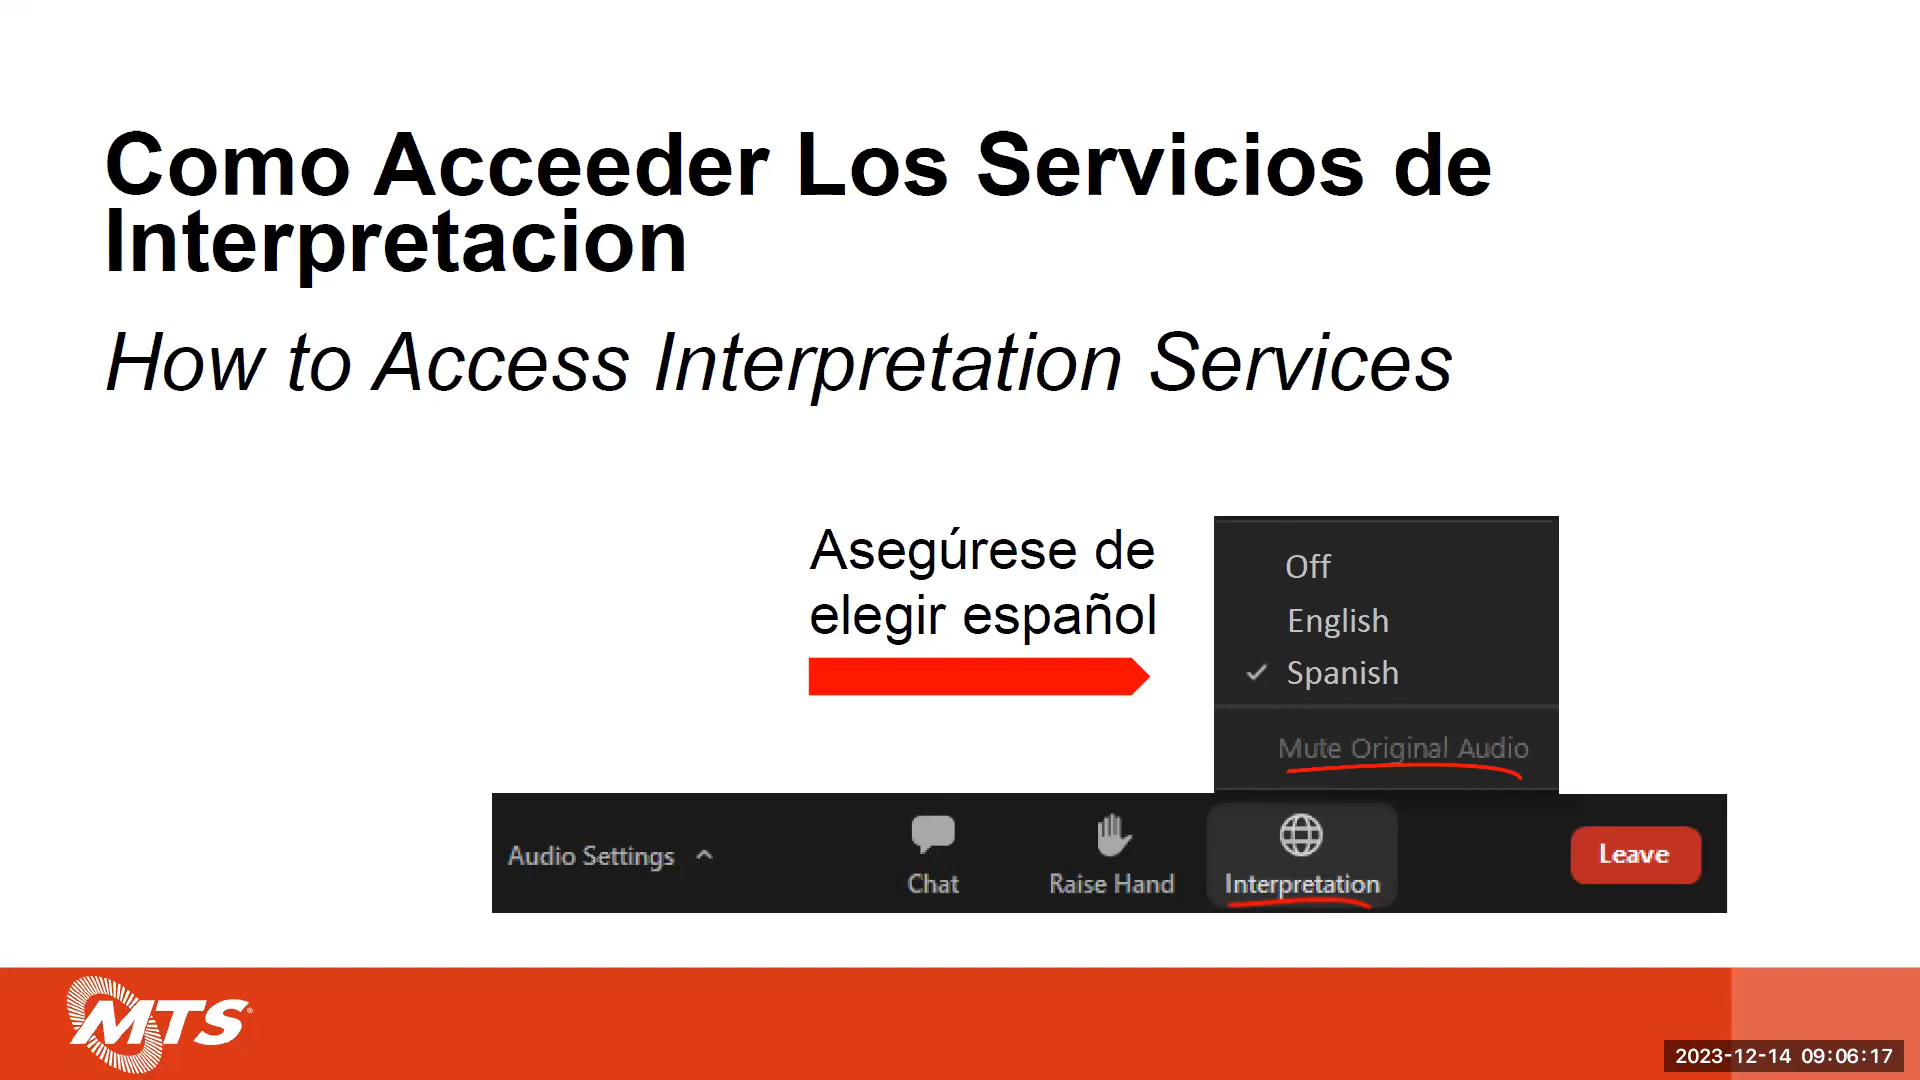 Como Acceeder Los Servicios de
Interpretacion
How to Access Interpretation Services
Asegúrese de
elegir español
Off
English
Spanish
Mute Original Audio
Audio Settings
Chat
Raise Hand
Interpretation
Leave
MTS
2023-12-14 09:06:17